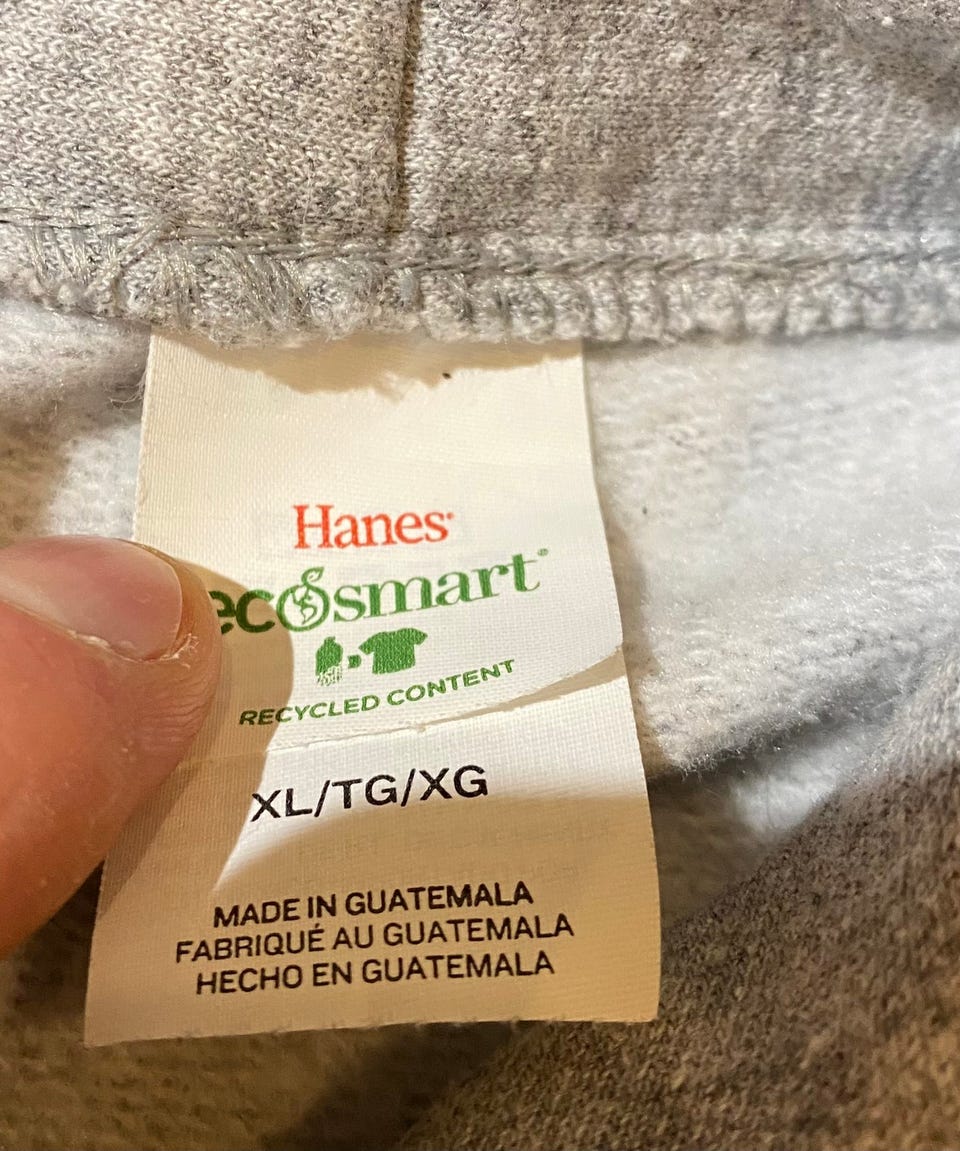 Hanes
ecosmart®
RECYCLED CONTENT
XL/TG/XG
MADE IN GUATEMALA
FABRIQUÉ AU GUATEMALA
HECHO EN GUATEMALA